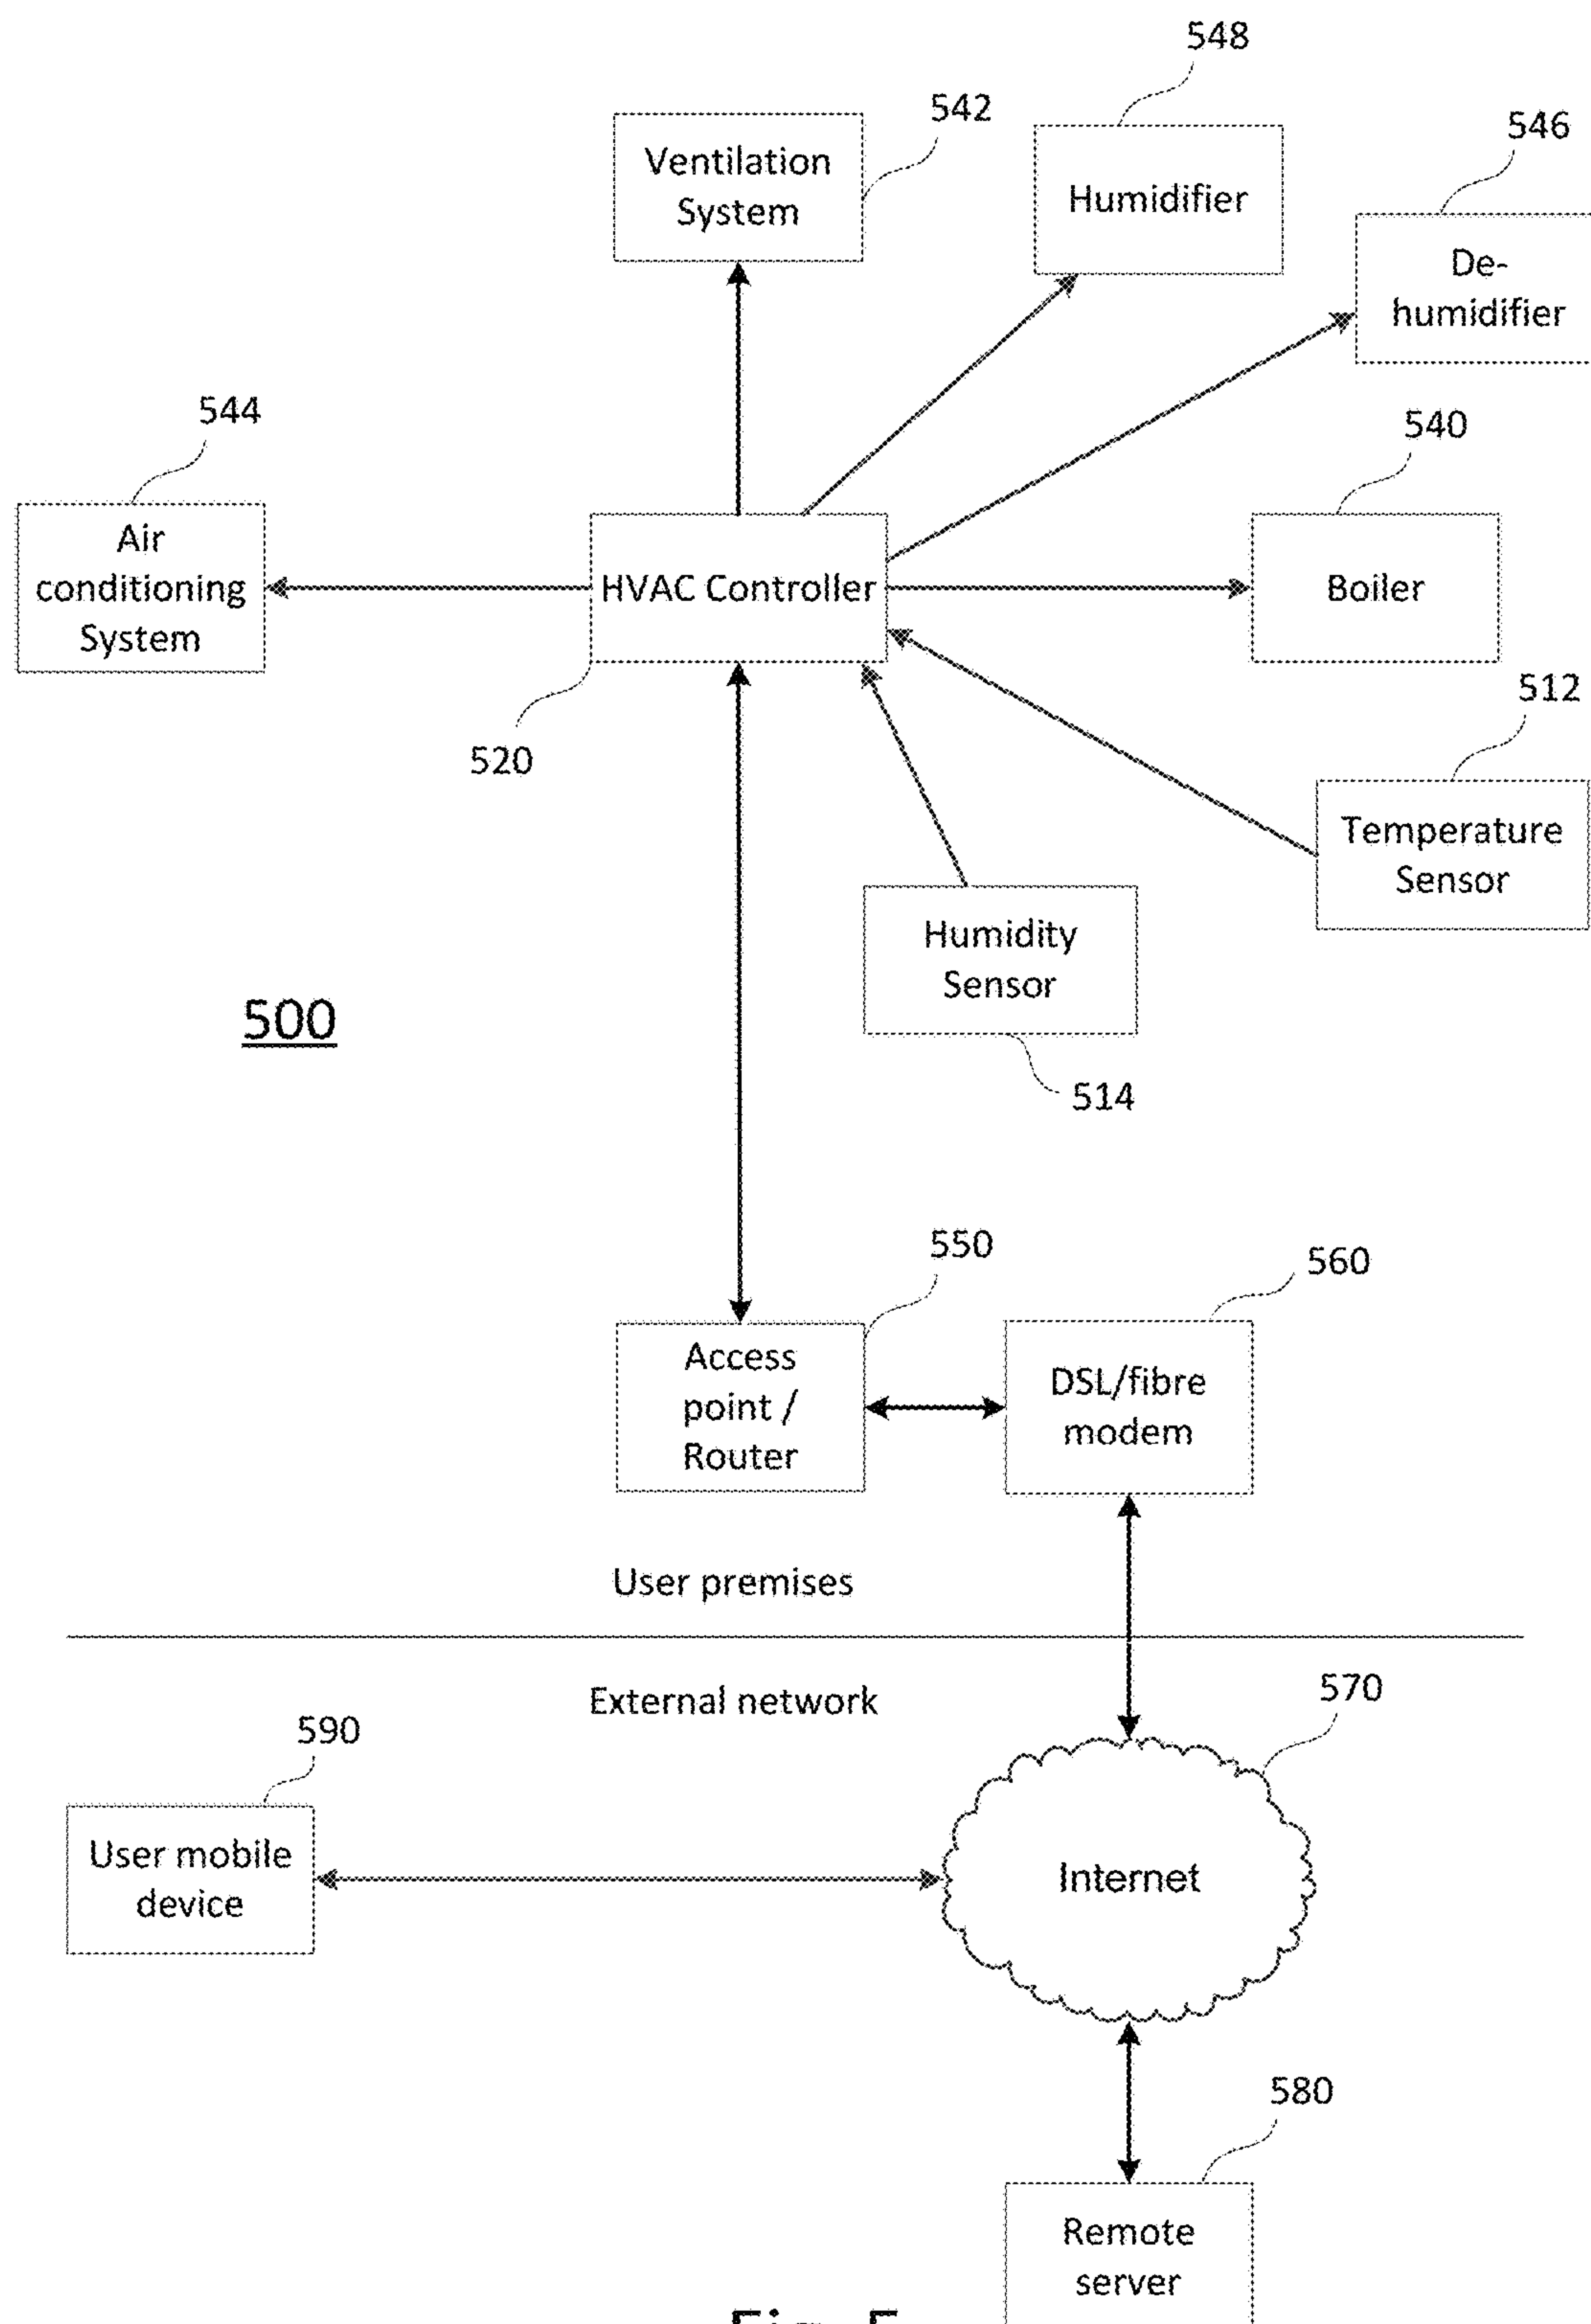 548
542
546
Ventilation
System
Humidifier
De-
humidifier
544
540
Air
conditioning
System
HVAC Controller
Boiler
520
512
Temperature
Sensor
Humidity
Sensor
500
514
550
560
Access
point /
Router
DSL/fibre
modem
User premises
External network
570
590
User mobile
device
Internet
580
Remote
server